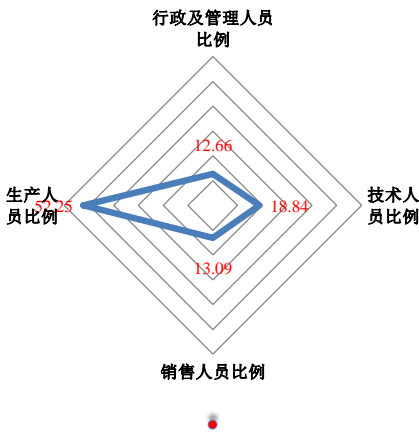 行政及管理人员
比例
12.66
生产人
员比例
52.25
18.84
技术人
员比例
13.09
销售人员比例